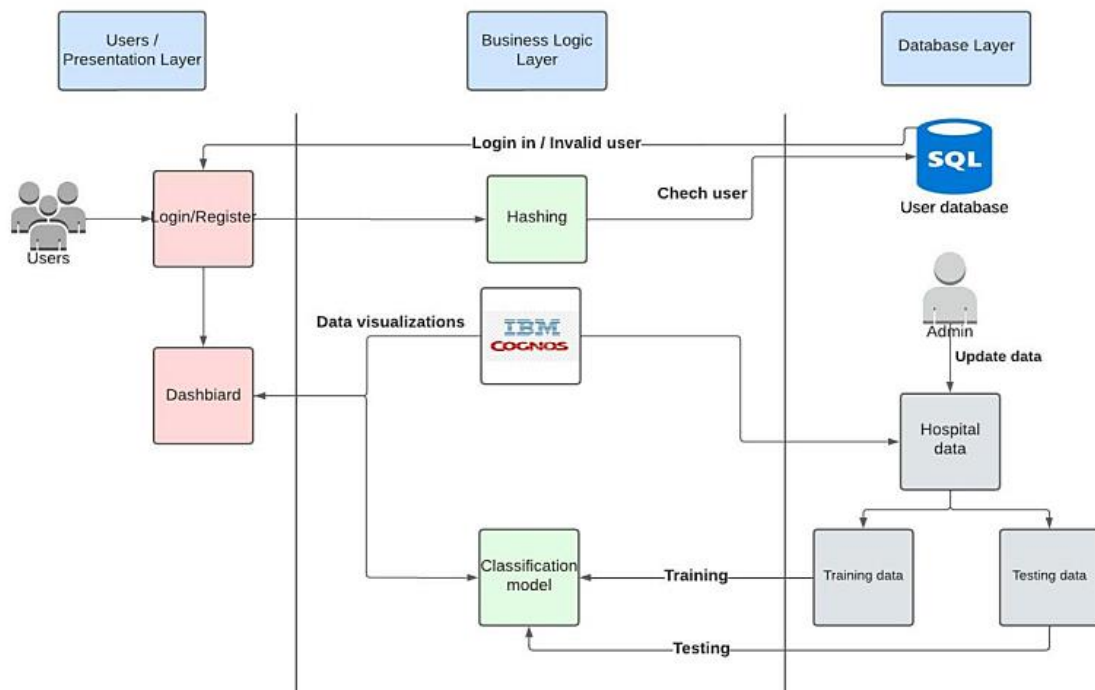 Users /
Presentation Layer
Business Logic
Layer
Database Layer
Login in / Invalid user
SQL
User database
Chech user
Users
Login/Register
Hashing
Admin
Update data
Data visualizations
IBM
COGNOS
Dashbiard
Hospital
data
Classification
model
Training
Training data
Testing data
Testing